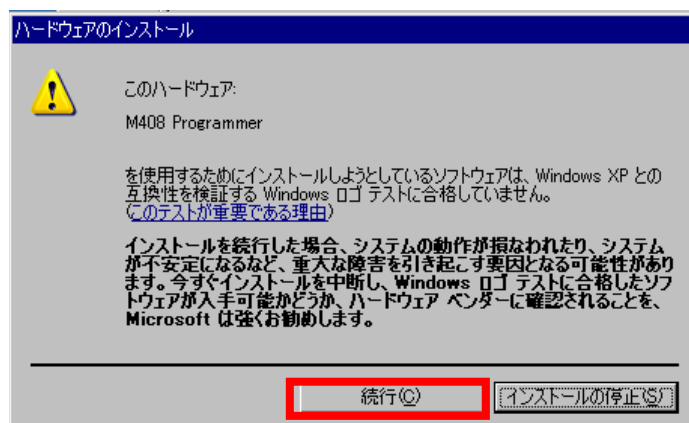 ハードウェアのインストール
このハードウェア:
M408 Programmer
を使用するためにインストールしようとしているソフトウェアは、Windows XP との
互換性を検証する Windows ロゴ テストに合格していません。
(このテストが重要である理由)
インストールを続行した場合、システムの動作が損なわれたり、システム
が不安定になるなど、重大な障害を引き起こす要因となる可能性があり
ます。今すぐインストールを中断し、Windows ロゴ テストに合格したソフ
トウェアが入手可能かどうか、ハードウェア ベンダーに確認されることを、
Microsoft は強くお勧めします。
続行(C) インストールの停止(S)